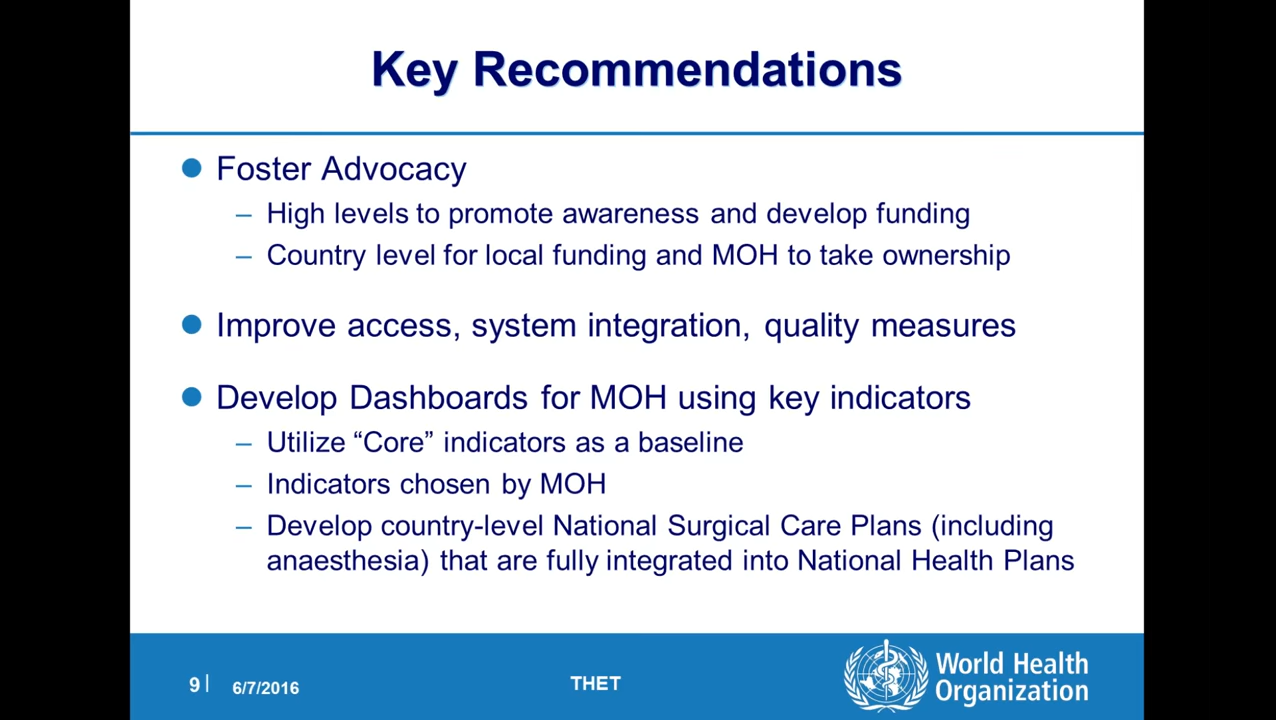 Key Recommendations
● Foster Advocacy
– High levels to promote awareness and develop funding
– Country level for local funding and MOH to take ownership
● Improve access, system integration, quality measures
● Develop Dashboards for MOH using key indicators
– Utilize “Core” indicators as a baseline
– Indicators chosen by MOH
– Develop country-level National Surgical Care Plans (including
anaesthesia) that are fully integrated into National Health Plans
9 | 6/7/2016
THET
World Health
Organization